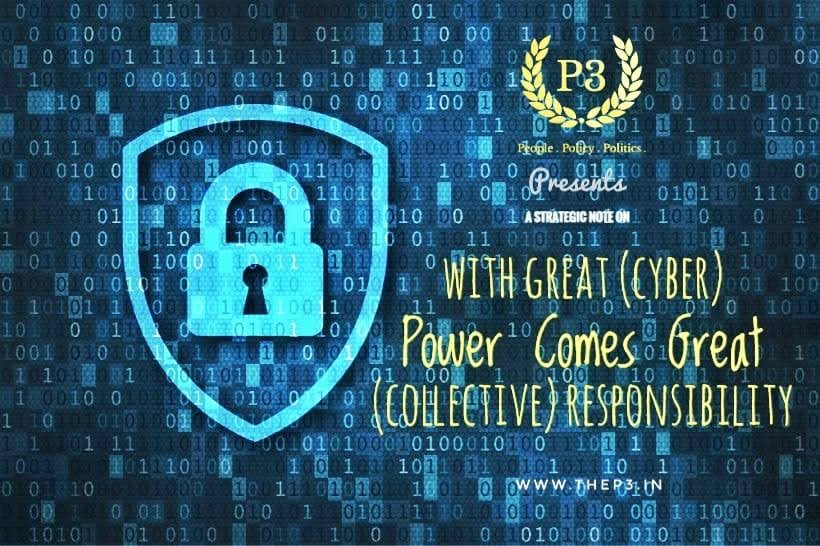 P3
People . Policy . Politics .
Presents
A STRATEGIC NOTE ON
WITH GREAT (CYBER)
Power Comes Great
(COLLECTIVE) RESPONSIBILITY
WWW.THEP3.IN